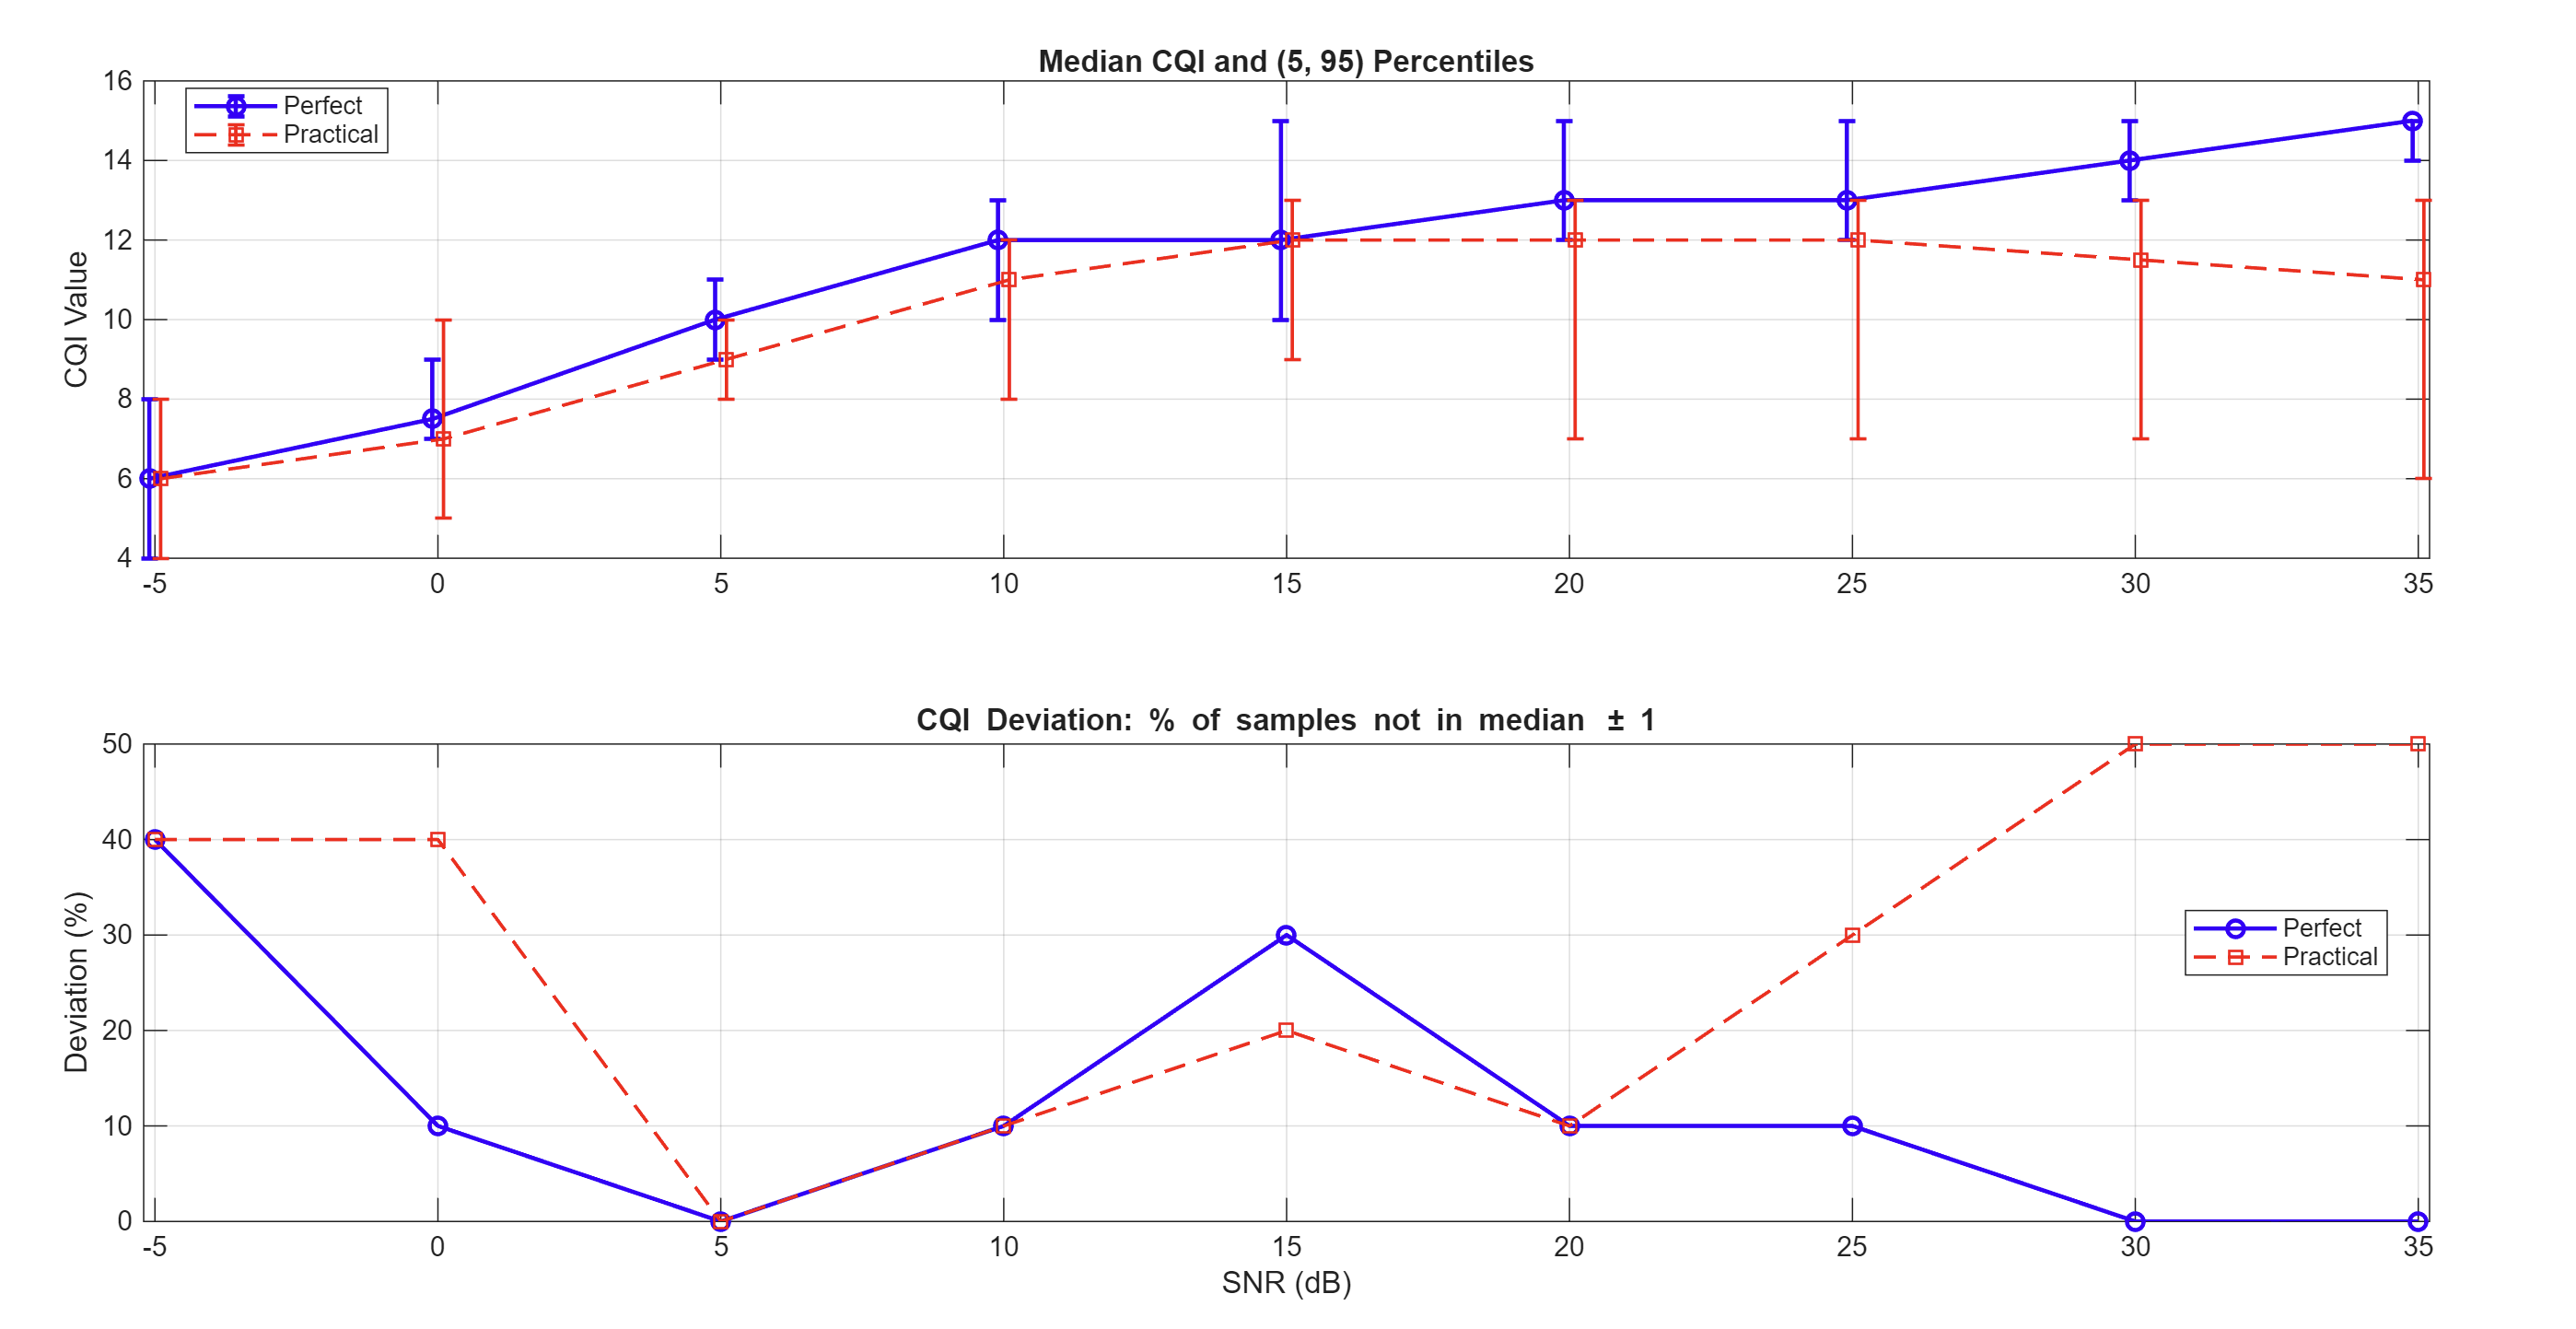 Median CQI and (5, 95) Percentiles
CQI Value
16
14
12
10
8
6
4
Perfect
Practical
-5 0 5 10 15 20 25 30 35
CQI Deviation: % of samples not in median ± 1
Deviation (%)
50
40
30
20
10
0
Perfect
Practical
-5 0 5 10 15 20 25 30 35
SNR (dB)